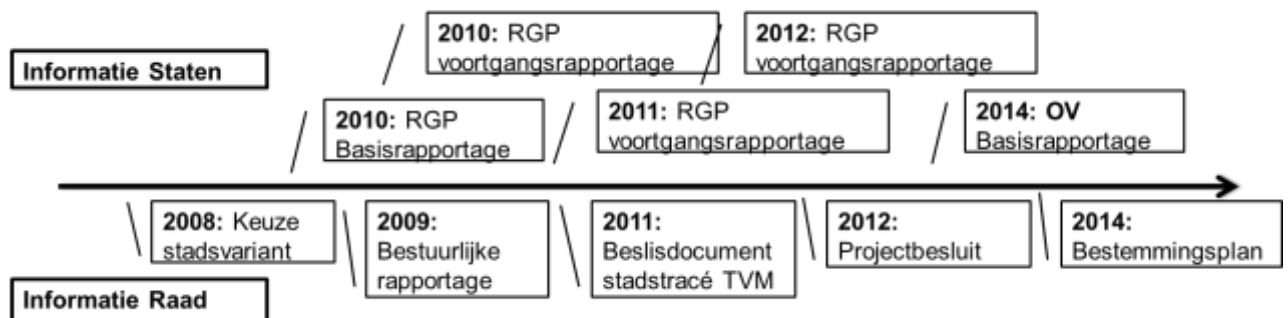 2010: RGP
voortgangsrapportage
2012: RGP
voortgangsrapportage
Informatie Staten
2010: RGP
Basisrapportage
2011: RGP
voortgangsrapportage
2014: OV
Basisrapportage
2008: Keuze
stadsvariant
2009:
Bestuurlijke
rapportage
2011:
Beslisdocument
stadstracé TVM
2012:
Projectbesluit
2014:
Bestemmingsplan
Informatie Raad